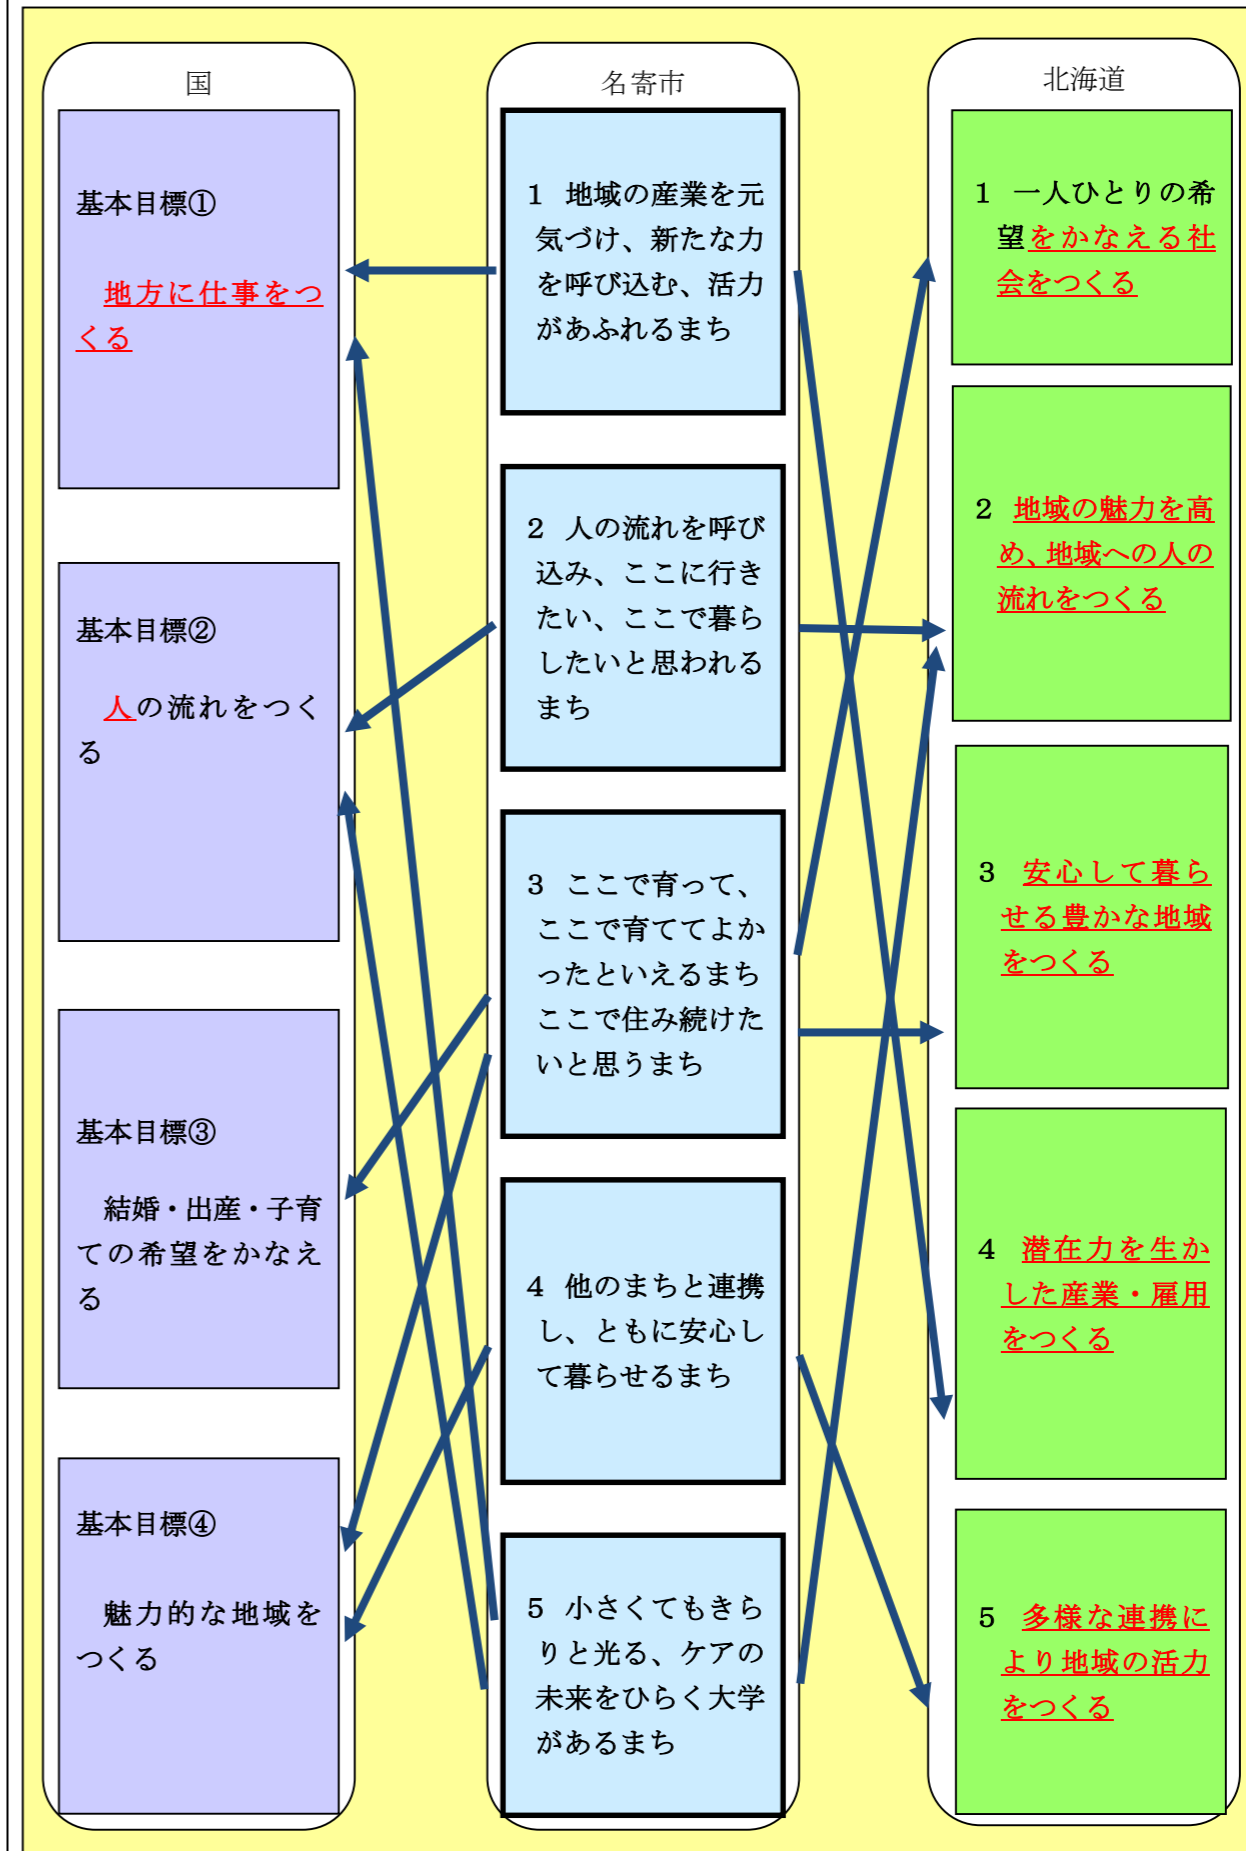 国
基本目標①
地方に仕事をつ
くる
基本目標②
人の流れをつく
る
基本目標③
結婚・出産・子育
ての希望をかなえ
る
基本目標④
魅力的な地域を
つくる
名寄市
1 地域の産業を元
気づけ、新たな力
を呼び込む、活力
があふれるまち
2 人の流れを呼び
込み、ここに行き
たい、ここで暮ら
したいと思われる
まち
3 ここで育って、
ここで育ててよか
ったといえるまち
ここで住み続けた
いと思うまち
4 他のまちと連携
し、ともに安心し
て暮らせるまち
5 小さくてもきら
りと光る、ケアの
未来をひらく大学
があるまち
北海道
1 一人ひとりの希
望をかなえる社
会をつくる
2 地域の魅力を高
め、地域への人の
流れをつくる
3 安心して暮ら
せる豊かな地域
をつくる
4 潜在力を生か
した産業・雇用
をつくる
5 多様な連携に
より地域の活力
をつくる